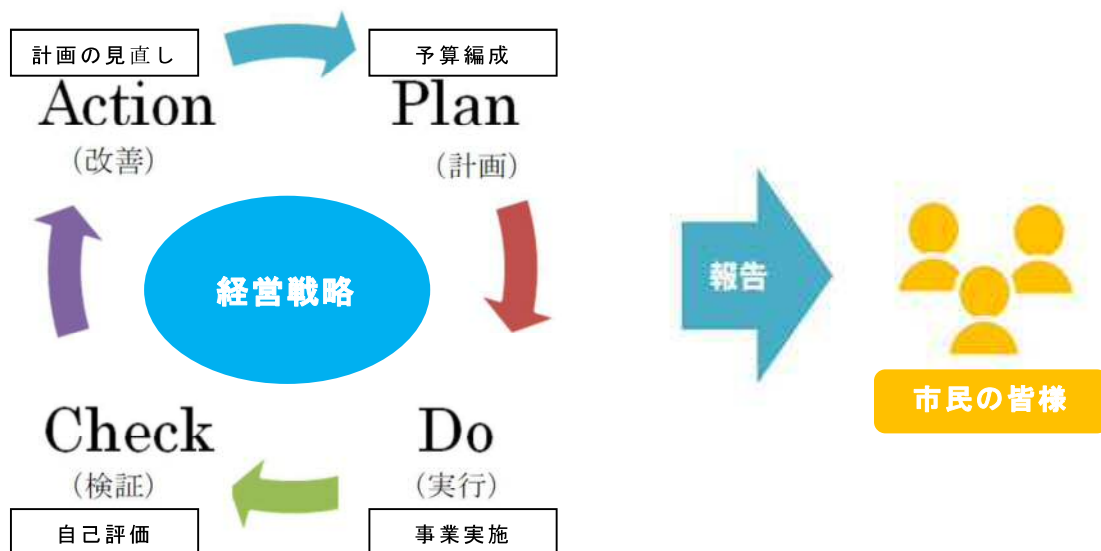 計画の見直し
予算編成
Action
Plan
（改善）
（計画）
経営戦略
報告
市民の皆様
Check
Do
（検証）
（実行）
自己評価
事業実施